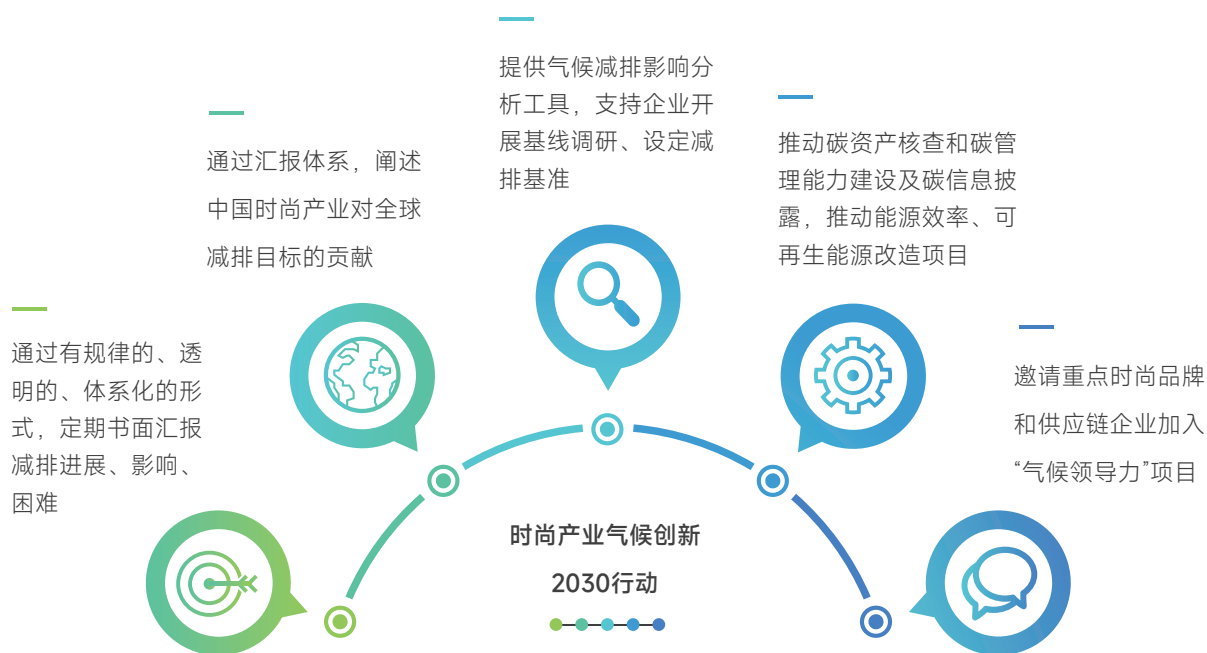 提供气候减排影响分
析工具，支持企业开
展基线调研、设定减
排基准
推动碳资产核查和碳管
理能力建设及碳信息披
露，推动能源效率、可
再生能源改造项目
通过汇报体系，阐述
中国时尚产业对全球
减排目标的贡献
通过有规律的、透
明的、体系化的形
式，定期书面汇报
减排进展、影响、
困难
邀请重点时尚品牌
和供应链企业加入
“气候领导力”项目
时尚产业气候创新
2030行动